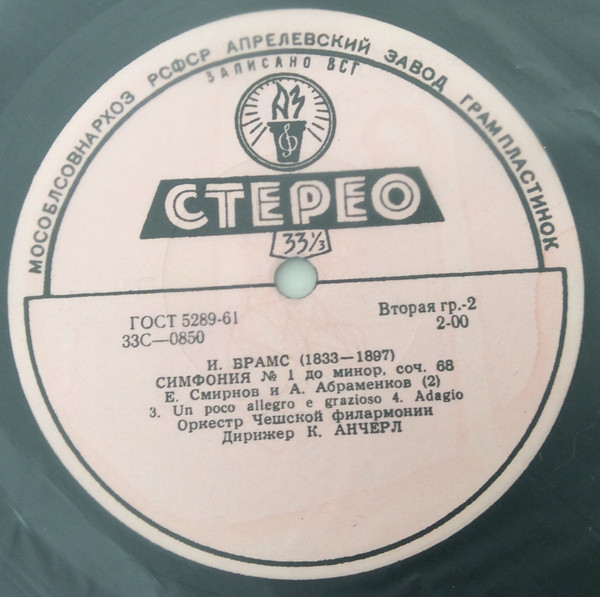 МОСОБЛСОВНАРХОЗ РСФСР АПРЕЛЕВСКИЙ ЗАВОД ГРАМПЛАСТИНОК
ЗАПИСАНО ВСГ
АЗ
СТЕРЕО
33⅓
ГОСТ 5289-61
33С—0850
Вторая гр.-2
2-00
И. БРАМС (1833—1897)
СИМФОНИЯ № 1 до минор, соч. 68
Е. Смирнов и А. Абраменков (2)
3. Un poco allegro e grazioso 4. Adagio
Оркестр Чешской филармонии
Дирижер К. АНЧЕРЛ